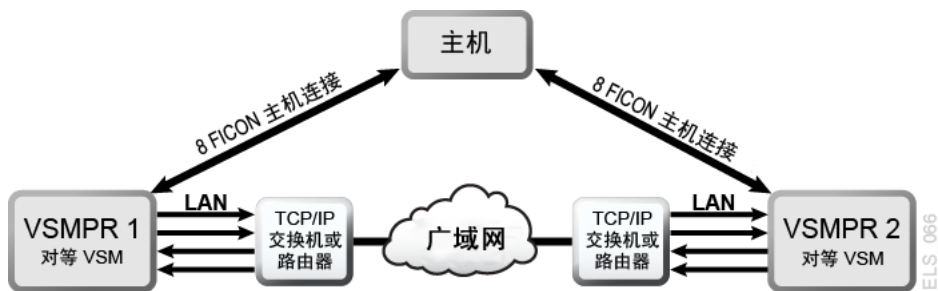 主机
8 FICON 主机连接
8 FICON 主机连接
VSMPR 1
对等 VSM
LAN
TCP/IP
交换机或
路由器
广域网
TCP/IP
交换机或
路由器
LAN
VSMPR 2
对等 VSM
ELS_066